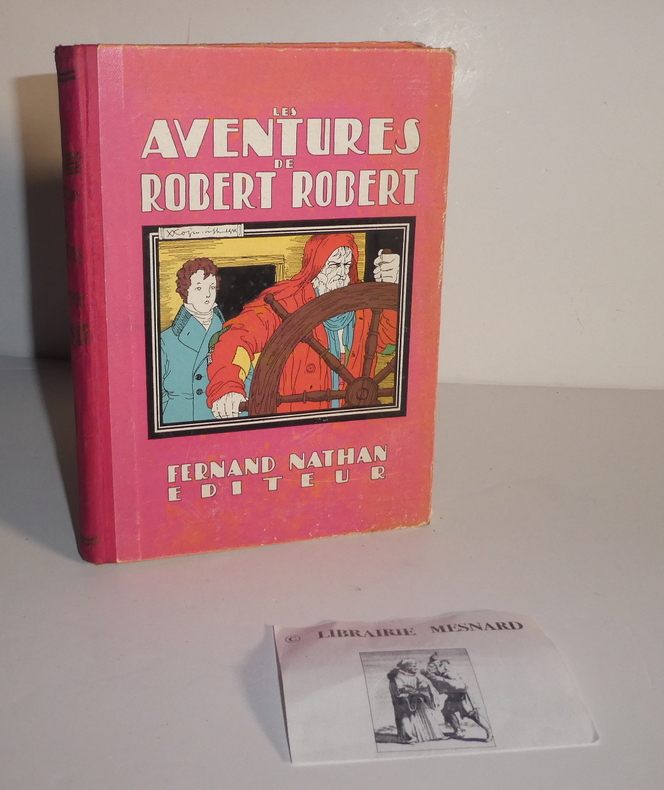 LES
AVENTURES
DE
ROBERT ROBERT
FERNAND NATHAN
EDITEUR
© LIBRAIRIE MESNARD